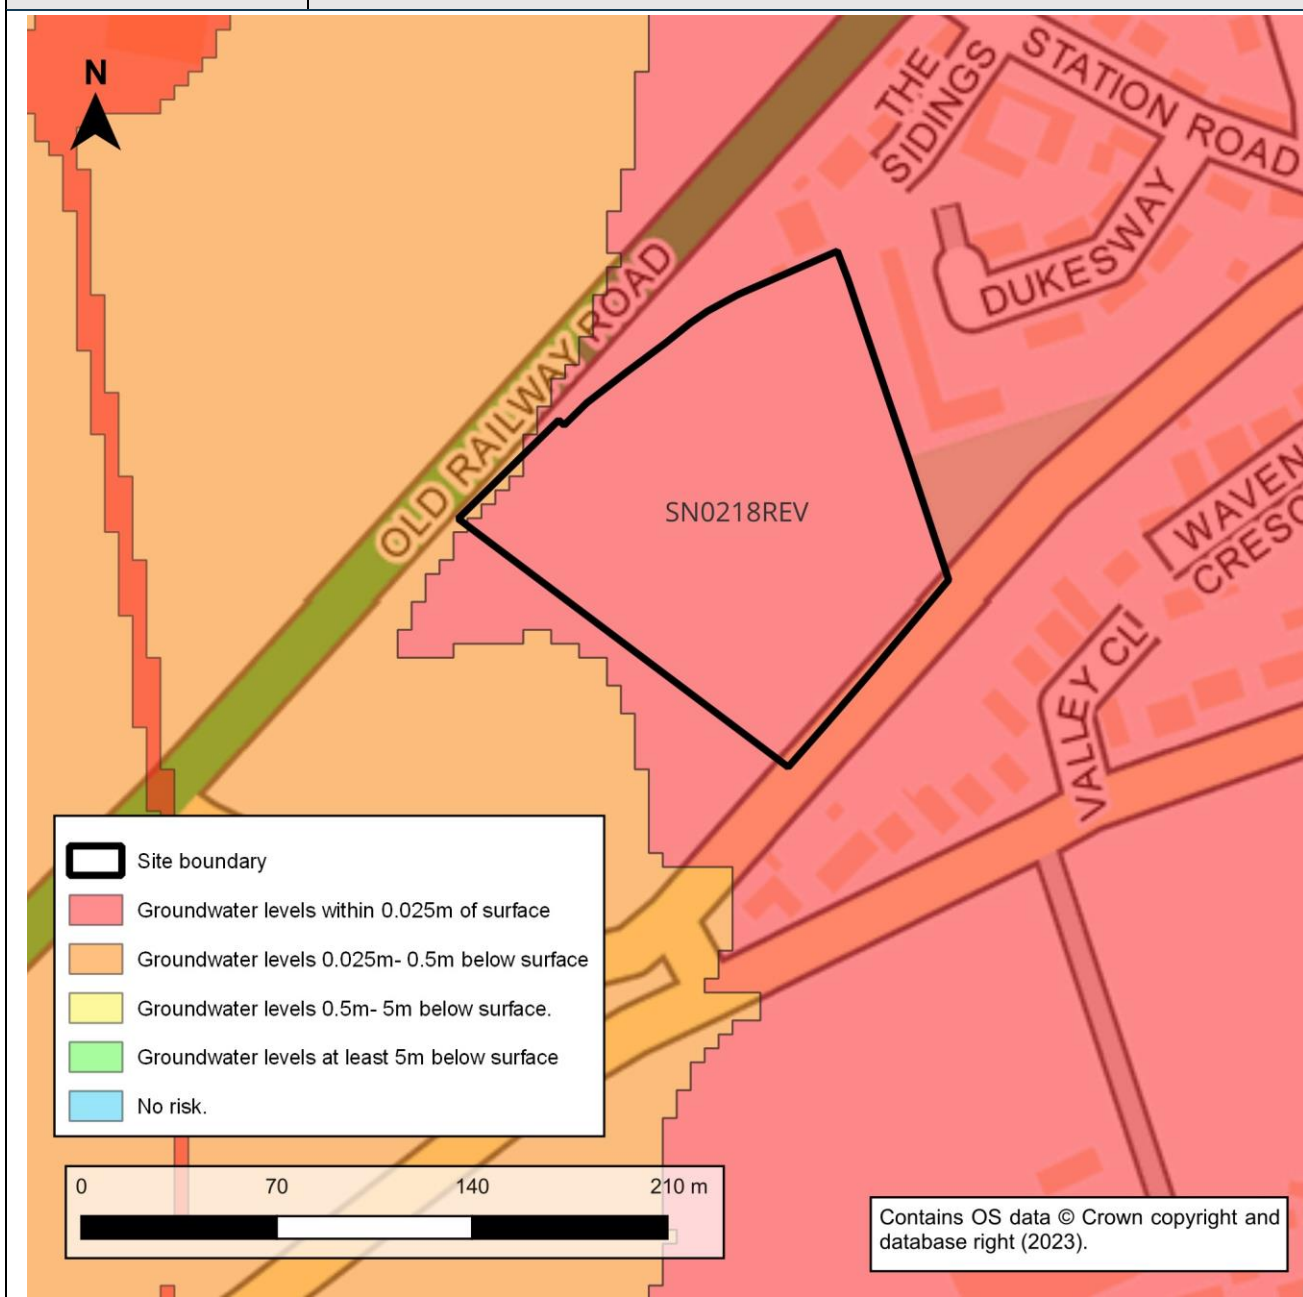 N
THE
SIDINGS
STATION ROAD
DUKESWAY
OLD RAILWAY ROAD
SN0218REV
WAVEN
CRESC
VALLEY CL
Site boundary
Groundwater levels within 0.025m of surface
Groundwater levels 0.025m- 0.5m below surface
Groundwater levels 0.5m- 5m below surface.
Groundwater levels at least 5m below surface
No risk.
0 70 140 210 m
Contains OS data © Crown copyright and
database right (2023).